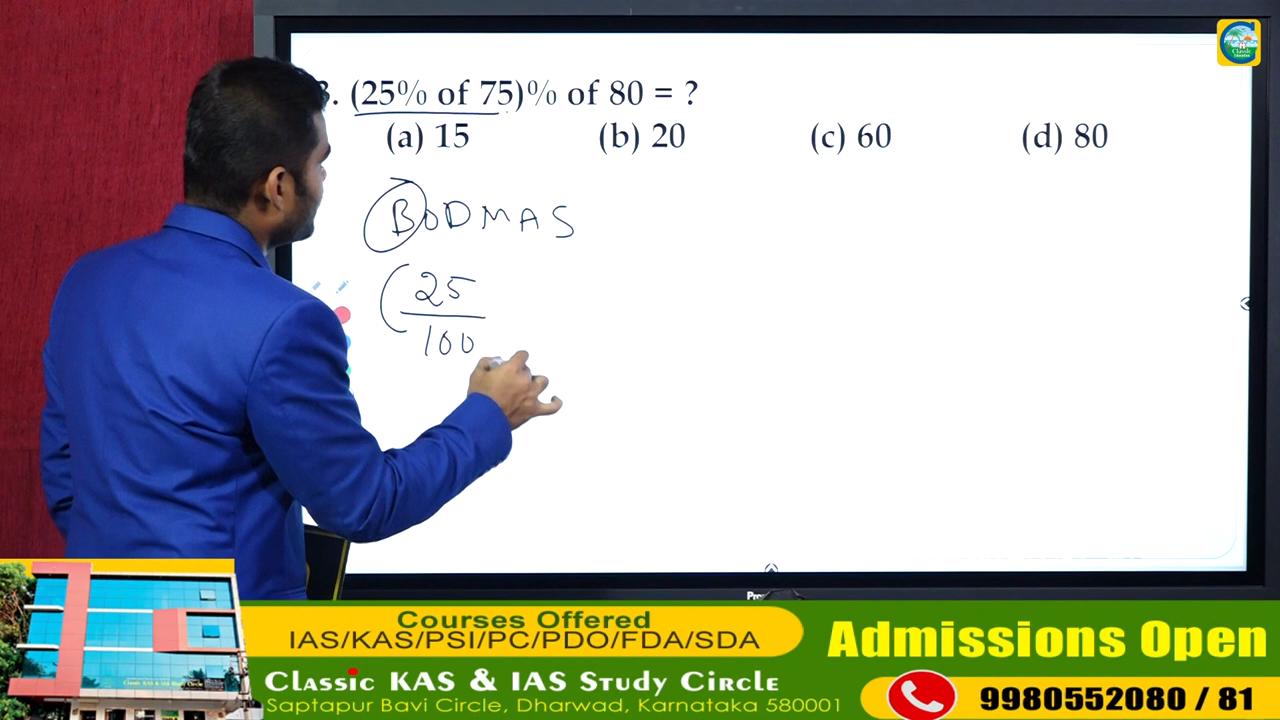 3. (25% of 75)% of 80 = ?
(a) 15 (b) 20 (c) 60 (d) 80
BODMAS
(25
100
Courses Offered
IAS/KAS/PSI/PC/PDO/FDA/SDA
Classic KAS & IAS Study Circle
Saptapur Bavi Circle, Dharwad, Karnataka 580001
Admissions Open
9980552080 / 81